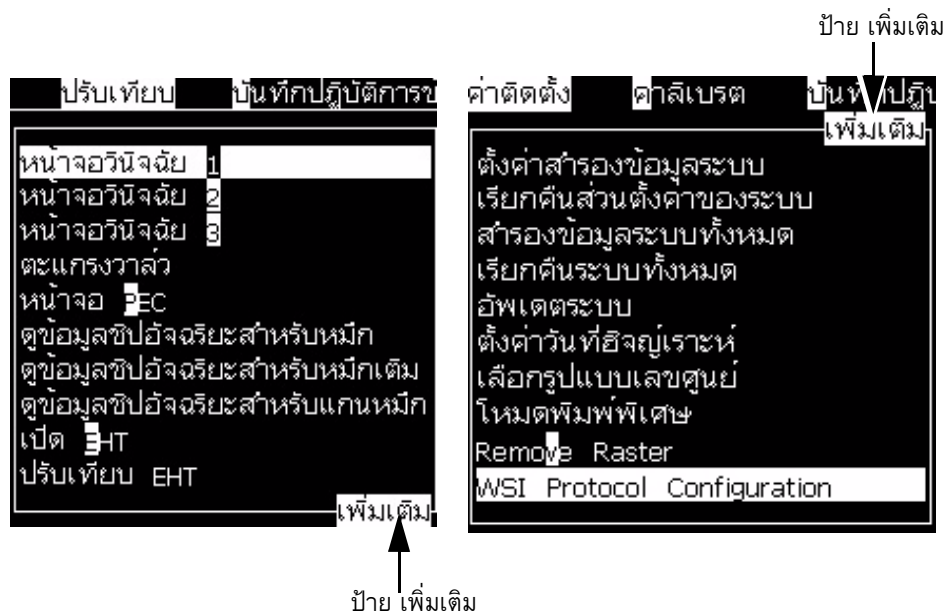 ป้าย เพิ่มเติม
ปรับเทียบ บันทึกปฏิบัติการข
หน้าจอวินิจฉัย 1
หน้าจอวินิจฉัย 2
หน้าจอวินิจฉัย 3
ตะแกรงวาล์ว
หน้าจอ PEC
ดูข้อมูลชิปอัจฉริยะสำหรับหมึก
ดูข้อมูลชิปอัจฉริยะสำหรับหมึกเติม
ดูข้อมูลชิปอัจฉริยะสำหรับแกนหมึก
เปิด EHT
ปรับเทียบ EHT
เพิ่มเติม
ป้าย เพิ่มเติม
ค่าติดตั้ง คาลิเบรต บันทึกปฏิบ
เพิ่มเติม
ตั้งค่าสำรองข้อมูลระบบ
เรียกคืนส่วนตั้งค่าของระบบ
สำรองข้อมูลระบบทั้งหมด
เรียกคืนระบบทั้งหมด
อัพเดตระบบ
ตั้งค่าวันที่ฮิจญ์เราะห์
เลือกรูปแบบเลขศูนย์
โหมดพิมพ์พิเศษ
Remove Raster
WSI Protocol Configuration